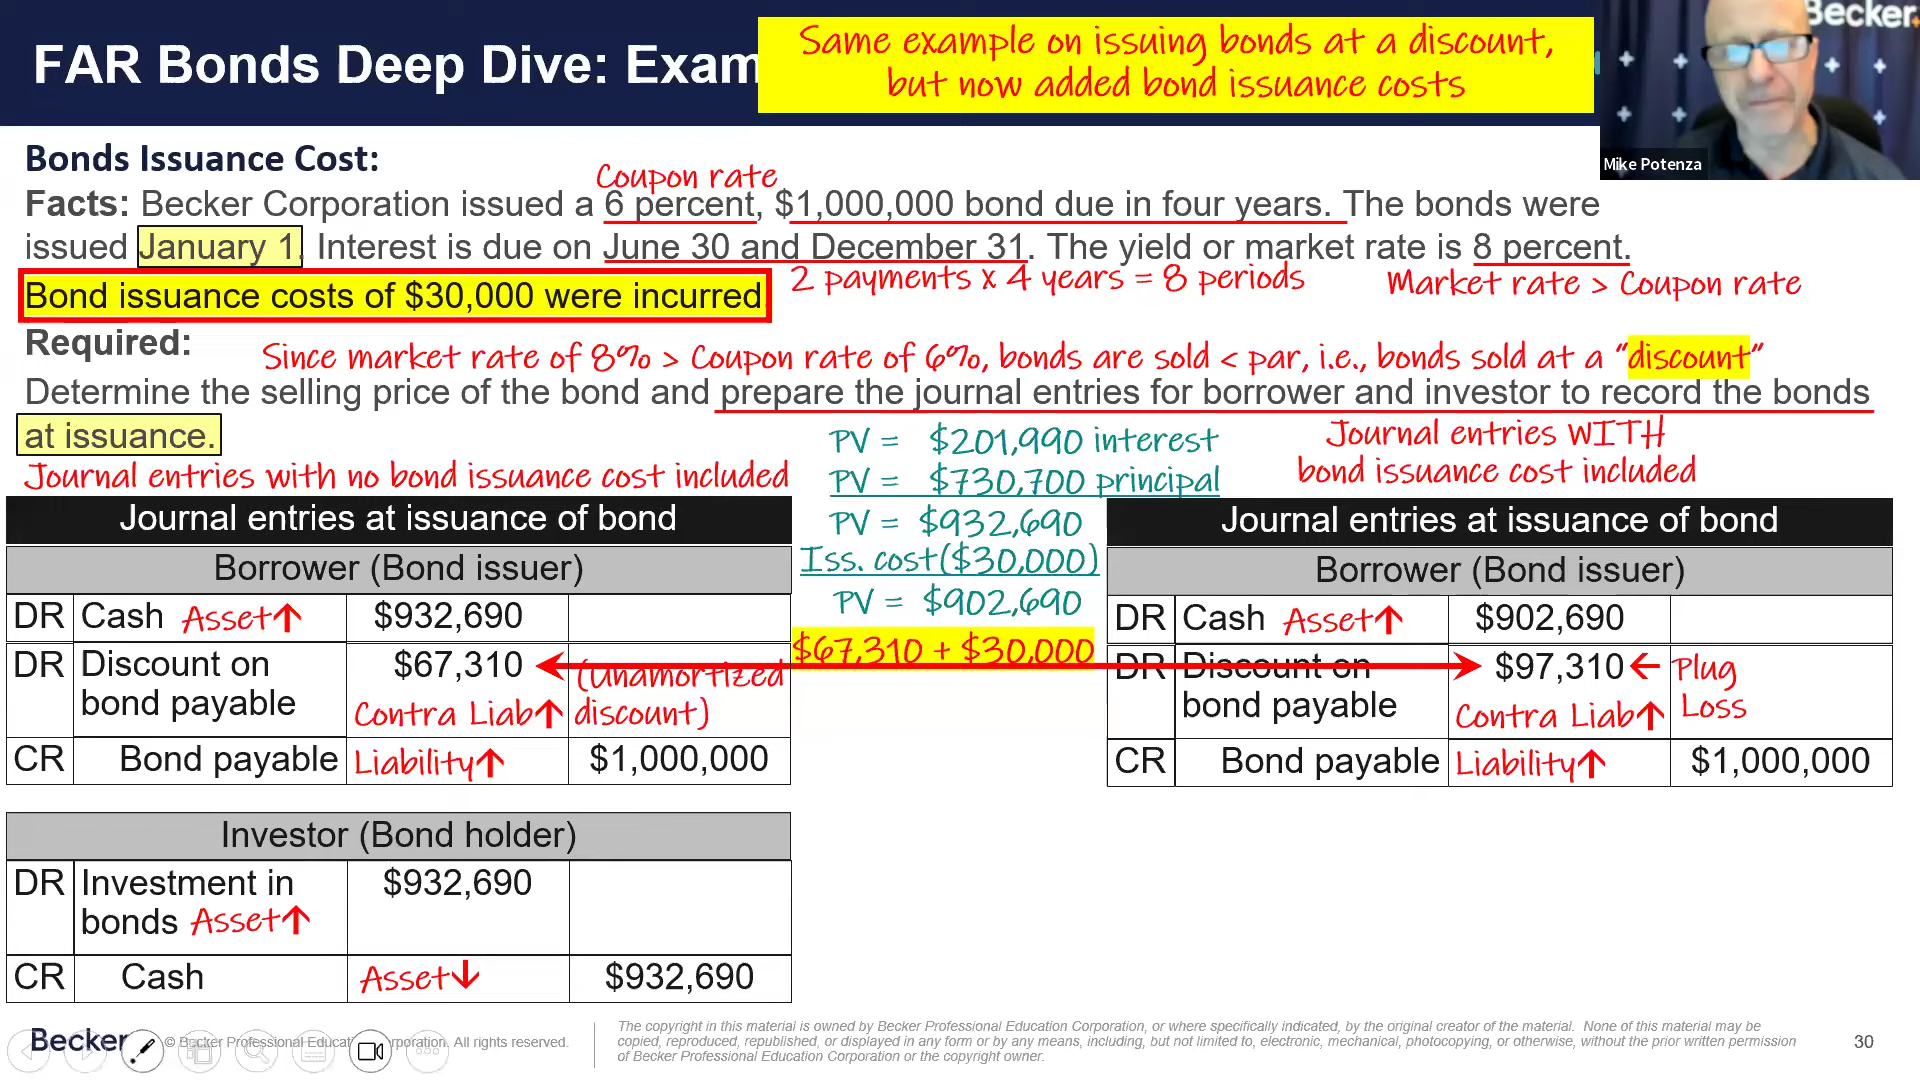 FAR Bonds Deep Dive: Exam
Same example on issuing bonds at a discount,
but now added bond issuance costs
Becker.
Mike Potenza
Bonds Issuance Cost:
Coupon rate
Facts: Becker Corporation issued a 6 percent, $1,000,000 bond due in four years. The bonds were
issued January 1. Interest is due on June 30 and December 31. The yield or market rate is 8 percent.
Bond issuance costs of $30,000 were incurred
2 payments x 4 years = 8 periods
Market rate > Coupon rate
Required:
Since market rate of 8% > Coupon rate of 6%, bonds are sold < par, i.e., bonds sold at a "discount"
Determine the selling price of the bond and prepare the journal entries for borrower and investor to record the bonds
at issuance.
Journal entries with no bond issuance cost included
Journal entries at issuance of bond
Borrower (Bond issuer)
DR Cash Asset↑ $932,690
DR Discount on $67,310 (Unamortized
bond payable Contra Liab↑ discount)
CR Bond payable Liability↑ $1,000,000
Investor (Bond holder)
DR Investment in $932,690
bonds Asset↑
CR Cash Asset↓ $932,690
PV = $201,990 interest
PV = $730,700 principal
PV = $932,690
Iss. cost($30,000)
PV = $902,690
$67,310 + $30,000
Journal entries WITH
bond issuance cost included
Journal entries at issuance of bond
Borrower (Bond issuer)
DR Cash Asset↑ $902,690
DR Discount on $97,310 ← Plug
bond payable Contra Liab↑ Loss
CR Bond payable Liability↑ $1,000,000
Becker
© Becker Professional Educat rporation. All rights reserved.
The copyright in this material is owned by Becker Professional Education Corporation, or where specifically indicated, by the original creator of the material. None of this material may be
copied, reproduced, republished, or displayed in any form or by any means, including, but not limited to, electronic, mechanical, photocopying, or otherwise, without the prior written permission
of Becker Professional Education Corporation or the copyright owner.
30